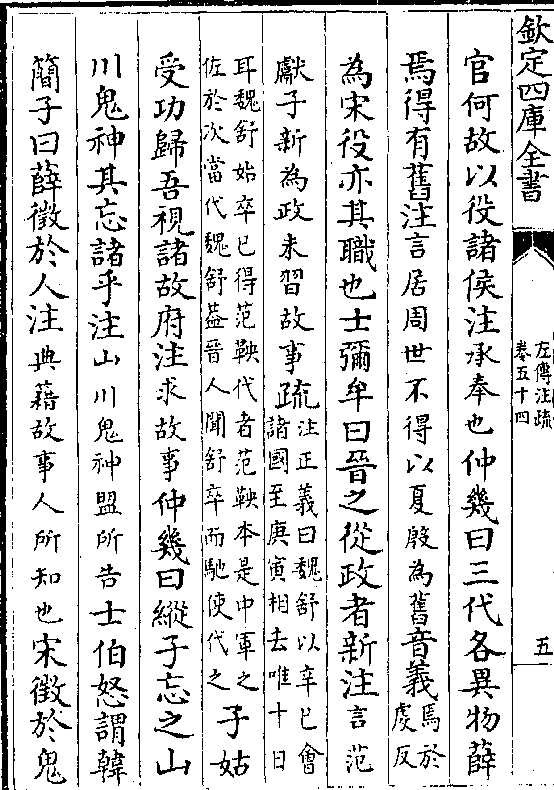 欽定四庫全書
左傳注疏
卷五十四
五
官何故以役諸侯注承奉也仲幾曰三代各異物薛
焉得有舊注言居周世不得以夏殷為舊音義焉於
虔反
為宋役亦其職也士彌牟曰晉之從政者新注言范
獻子新為政未習故事疏注正義曰魏舒以辛巳會
諸國至庚寅相去唯十日
耳魏舒始卒已得范鞅代者范鞅本是中軍之
佐於次當代魏舒葢晉人聞舒卒而馳使代之子姑
受功歸吾視諸故府注求故事仲幾曰縱子忘之山
川鬼神其忘諸乎注山川鬼神盟所告士伯怒謂韓
簡子曰薛徵於人注典籍故事人所知也宋徵於鬼